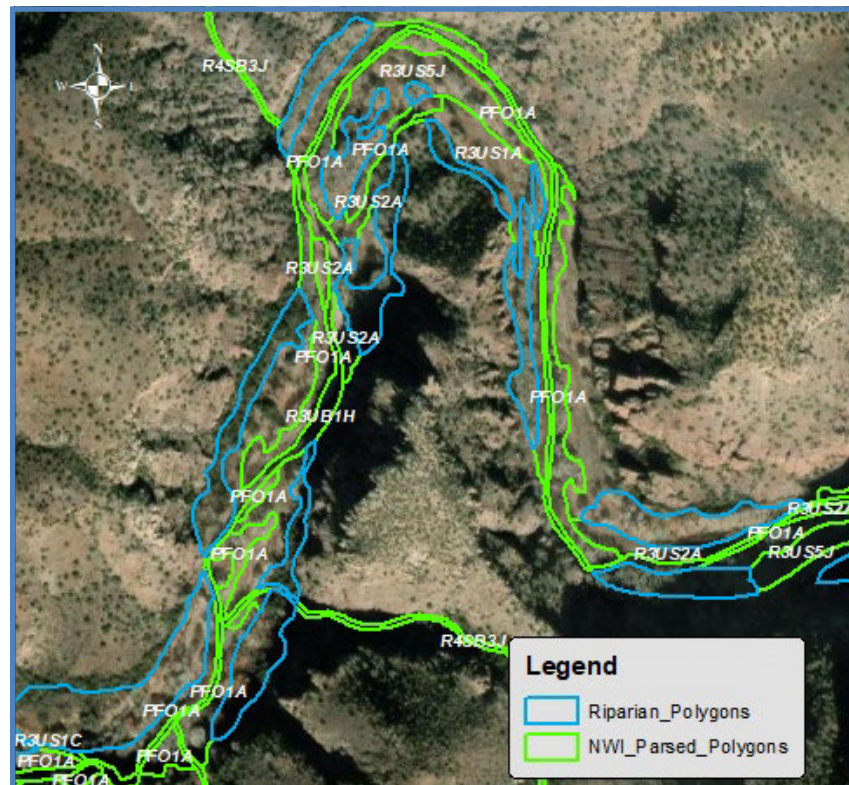 N
W E
S
R4SB3J
R3US5J
PFO1A
PFO1A
R3US1A
PFO1A
R3US2A
R3US2A
R3US2A
PFO1A
PFO1A
R3UB1H
PFO1A
R3US2A
PFO1A
R3US5J
R3US2A
PFO1A
R4SB3J
PFO1A
PFO1A
R3US1C
PFO1A
PFO1A
Legend
Riparian_Polygons
NWI_Parsed_Polygons